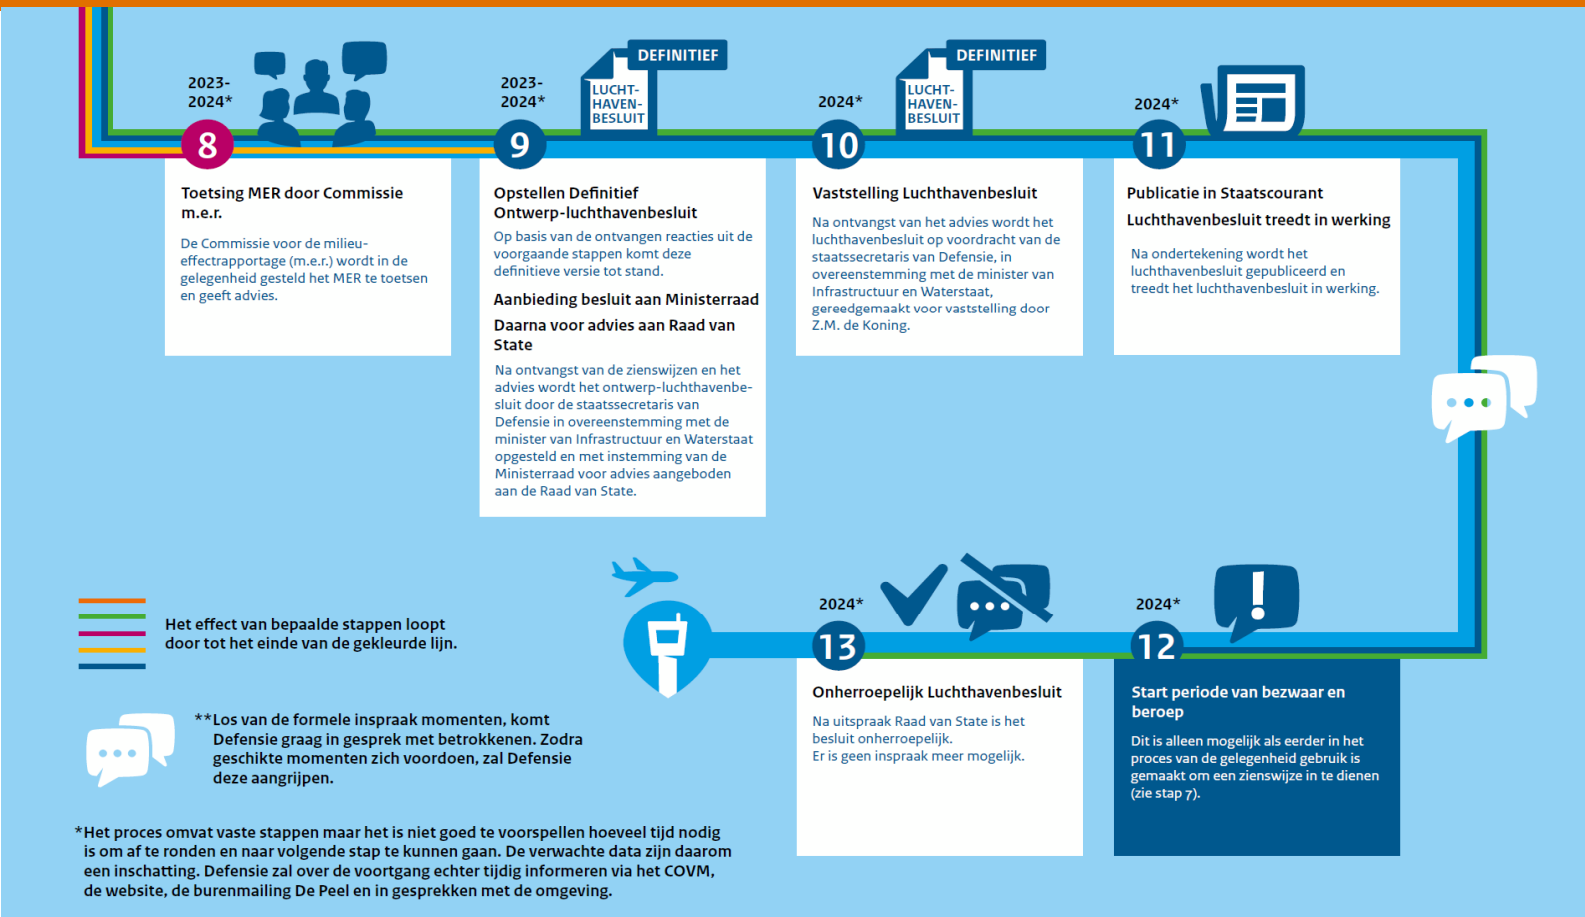 2023-
2024*
8
Toetsing MER door Commissie
m.e.r.
De Commissie voor de milieu-
effectrapportage (m.e.r.) wordt in de
gelegenheid gesteld het MER te toetsen
en geeft advies.
2023-
2024*
DEFINITIEF
LUCHT-
HAVEN-
BESLUIT
9
Opstellen Definitief
Ontwerp-luchthavenbesluit
Op basis van de ontvangen reacties uit de
voorgaande stappen komt deze
definitieve versie tot stand.
Aanbieding besluit aan Ministerraad
Daarna voor advies aan Raad van
State
Na ontvangst van de zienswijzen en het
advies wordt het ontwerp-luchthavenbe-
sluit door de staatssecretaris van
Defensie in overeenstemming met de
minister van Infrastructuur en Waterstaat
opgesteld en met instemming van de
Ministerraad voor advies aangeboden
aan de Raad van State.
2024*
DEFINITIEF
LUCHT-
HAVEN-
BESLUIT
10
Vaststelling Luchthavenbesluit
Na ontvangst van het advies wordt het
luchthavenbesluit op voordracht van de
staatssecretaris van Defensie, in
overeenstemming met de minister van
Infrastructuur en Waterstaat,
gereedgemaakt voor vaststelling door
Z.M. de Koning.
2024*
11
Publicatie in Staatscourant
Luchthavenbesluit treedt in werking
Na ondertekening wordt het
luchthavenbesluit gepubliceerd en
treedt het luchthavenbesluit in werking.
2024*
12
Start periode van bezwaar en
beroep
Dit is alleen mogelijk als eerder in het
proces van de gelegenheid gebruik is
gemaakt om een zienswijze in te dienen
(zie stap 7).
2024*
13
Onherroepelijk Luchthavenbesluit
Na uitspraak Raad van State is het
besluit onherroepelijk.
Er is geen inspraak meer mogelijk.
Het effect van bepaalde stappen loopt
door tot het einde van de gekleurde lijn.
**Los van de formele inspraak momenten, komt
Defensie graag in gesprek met betrokkenen. Zodra
geschikte momenten zich voordoen, zal Defensie
deze aangrijpen.
*Het proces omvat vaste stappen maar het is niet goed te voorspellen hoeveel tijd nodig
is om af te ronden en naar volgende stap te kunnen gaan. De verwachte data zijn daarom
een inschatting. Defensie zal over de voortgang echter tijdig informeren via het COVM,
de website, de burenmailing De Peel en in gesprekken met de omgeving.